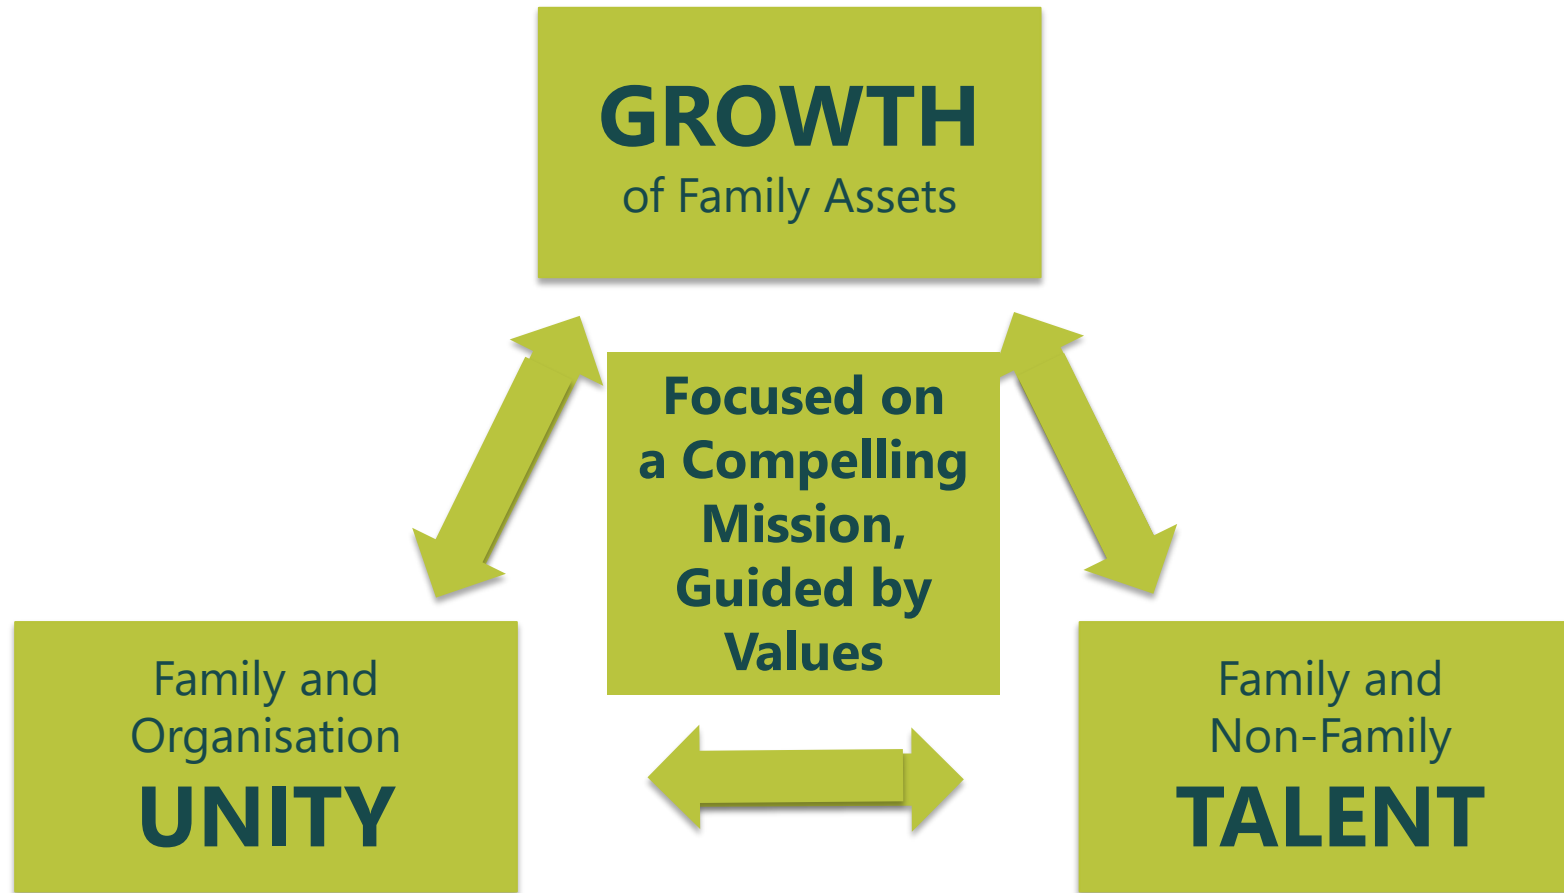 GROWTH
of Family Assets
Focused on
a Compelling
Mission,
Guided by
Values
Family and
Organisation
UNITY
Family and
Non-Family
TALENT